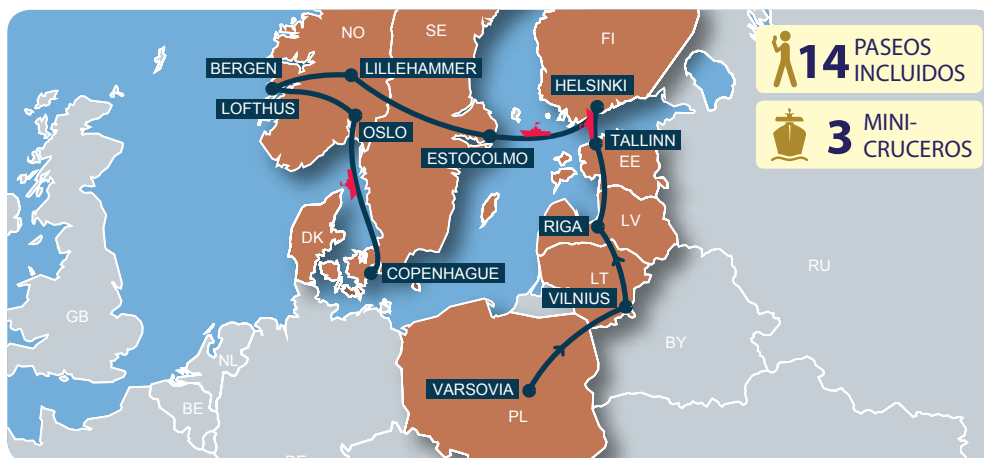 NO
SE
FI
BERGEN
LILLEHAMMER
HELSINKI
LOFTHUS
OSLO
ESTOCOLMO
TALLINN
EE
RIGA
LV
DK
COPENHAGUE
LT
VILNIUS
RU
GB
BY
NL
VARSOVIA
BE
PL
DE
14 PASEOS
INCLUIDOS
3 MINI-
CRUCEROS